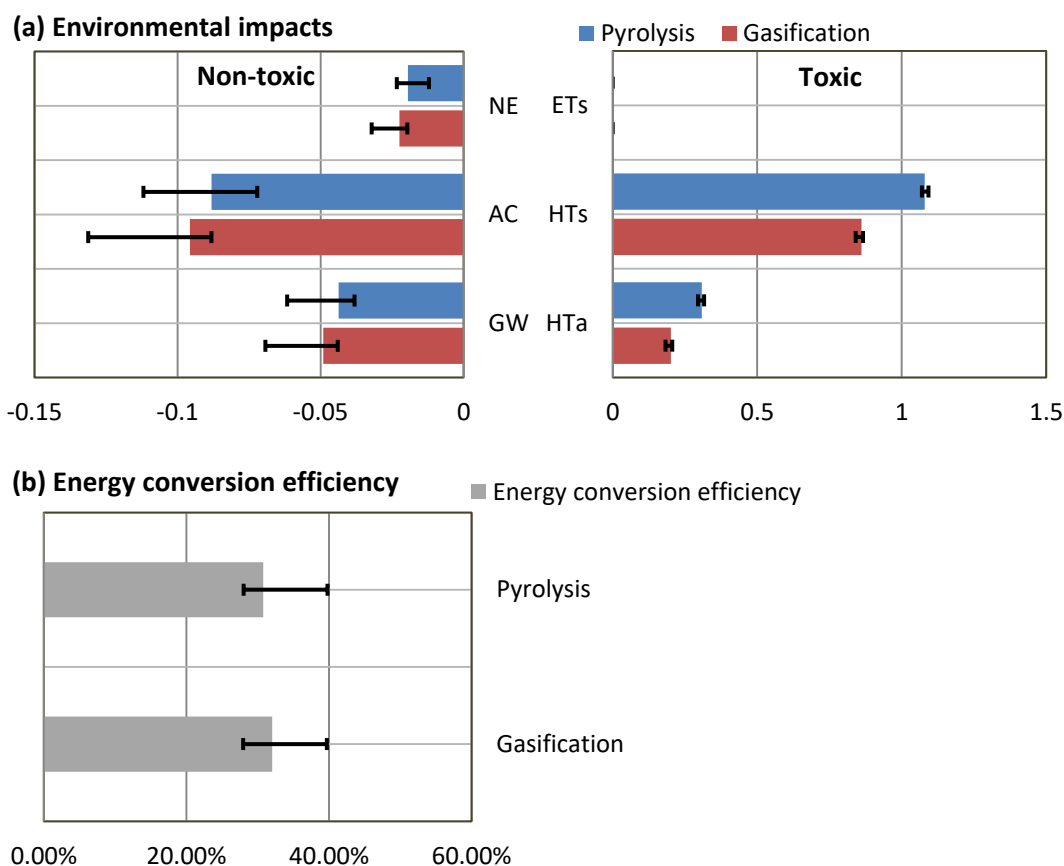 (a) Environmental impacts
Pyrolysis Gasification
Non-toxic Toxic
NE ETs
AC HTs
GW HTa
-0.15 -0.1 -0.05 0 0 0.5 1 1.5
(b) Energy conversion efficiency
Energy conversion efficiency
Pyrolysis
Gasification
0.00% 20.00% 40.00% 60.00%